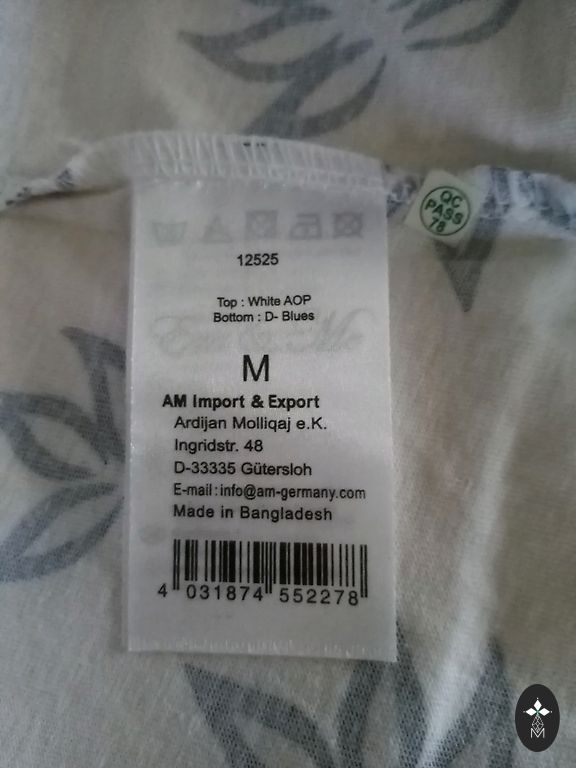 QC
PASS
78
12525
Top : White AOP
Bottom : D- Blues
M
AM Import & Export
Ardijan Molliqaj e.K.
Ingridstr. 48
D-33335 Gütersloh
E-mail : info@am-germany.com
Made in Bangladesh
4 031874 552278
M